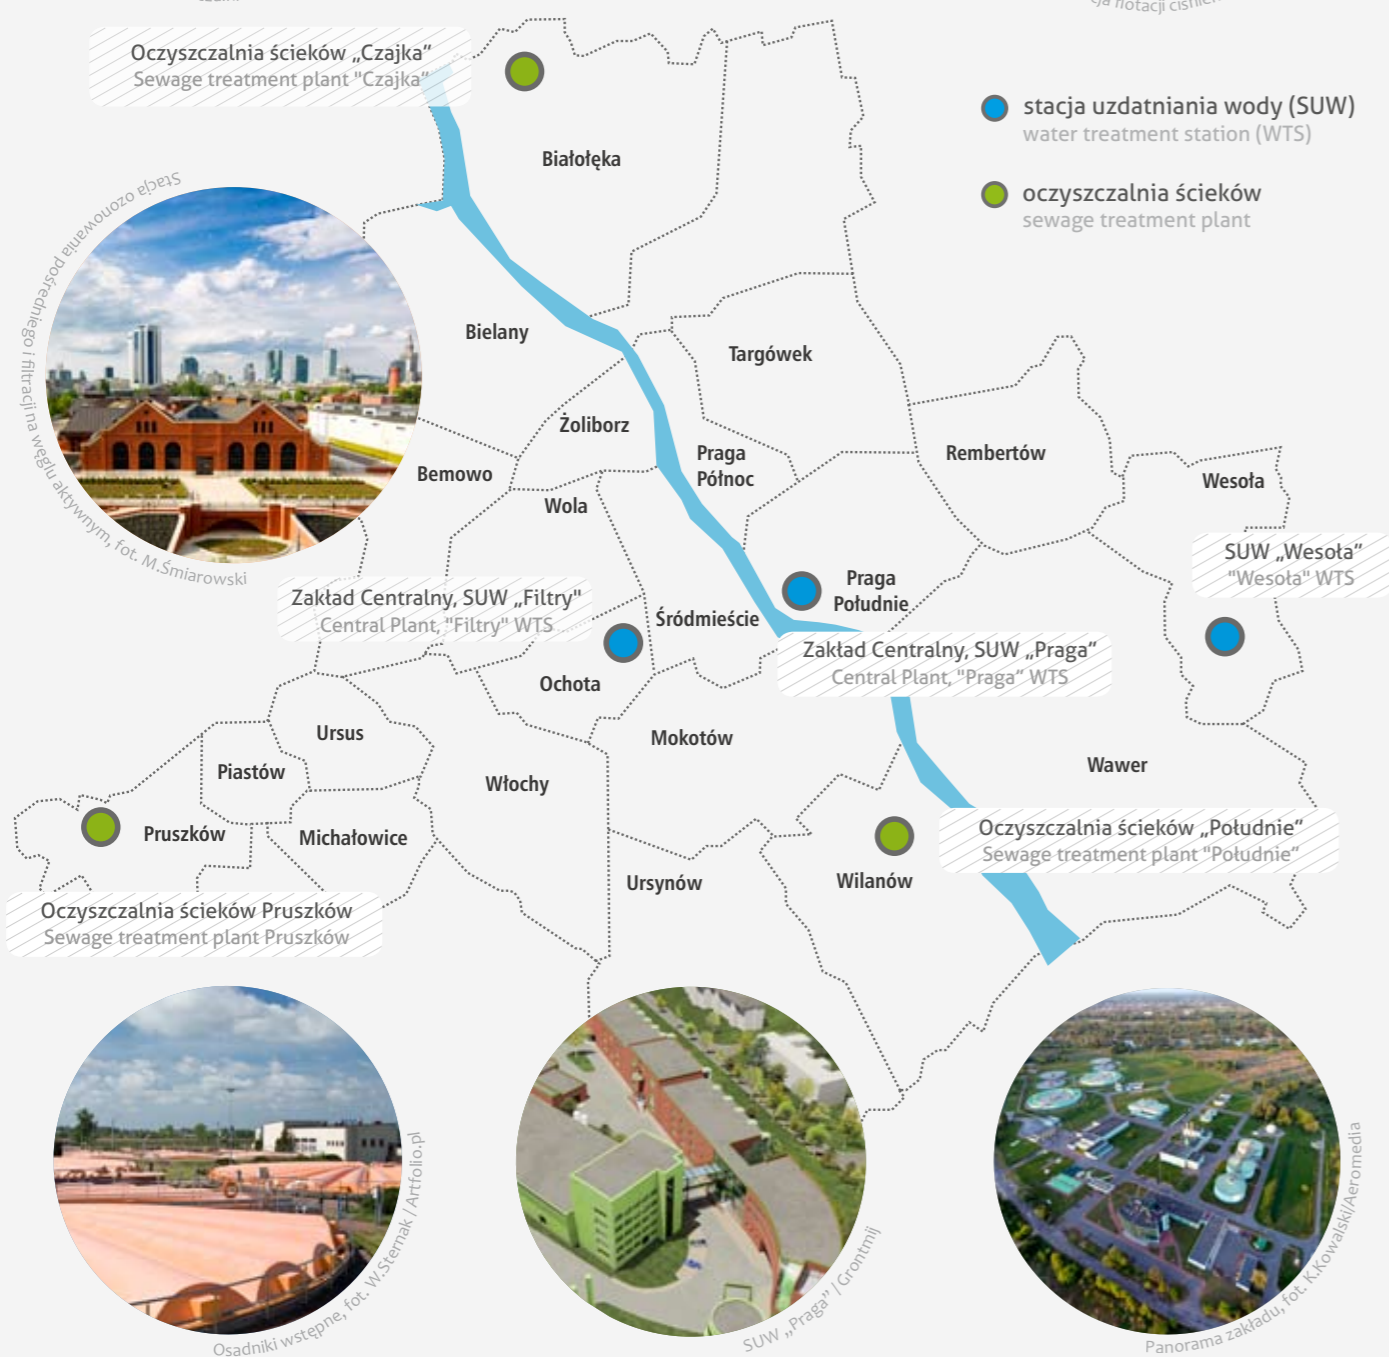 Oczyszczalnia ścieków „Czajka”
Sewage treatment plant "Czajka"
stacja uzdatniania wody (SUW)
water treatment station (WTS)
oczyszczalnia ścieków
sewage treatment plant
Białołęka
Stacja ozonowania pośredniego i filtracji na węglu aktywnym, fot. M.Śmiarowski
Bielany
Targówek
Żoliborz
Praga
Północ
Rembertów
Bemowo
Wola
Wesoła
SUW „Wesoła”
"Wesoła" WTS
Zakład Centralny, SUW „Filtry”
Central Plant, "Filtry" WTS
Praga
Południe
Śródmieście
Zakład Centralny, SUW „Praga”
Central Plant, "Praga" WTS
Ochota
Ursus
Mokotów
Piastów
Włochy
Wawer
Pruszków
Michałowice
Oczyszczalnia ścieków „Południe”
Sewage treatment plant "Południe"
Ursynów
Wilanów
Oczyszczalnia ścieków Pruszków
Sewage treatment plant Pruszków
Osadniki wstępne, fot. W.Sternak / Artfolio.pl
SUW „Praga” / Grontmij
Panorama zakładu, fot. K.Kowalski/Aeromedia